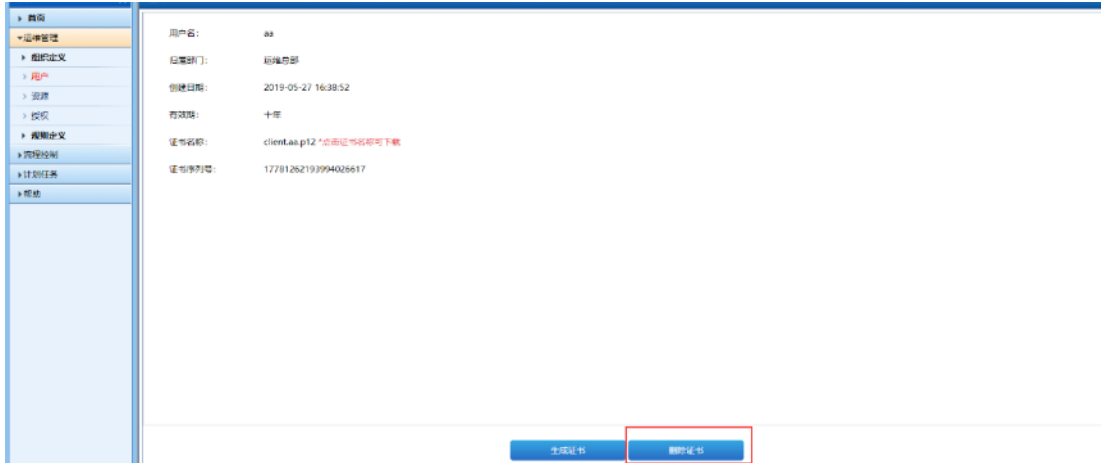 首页
运维管理
组织定义
用户
资源
授权
规则定义
流程控制
计划任务
帮助
用户名: aa
归属部门: 运维总部
创建日期: 2019-05-27 16:38:52
有效期: 十年
证书名称: client.aa.p12 *点击证书名称可下载
证书序列号: 17781262193994026617
生成证书 删除证书